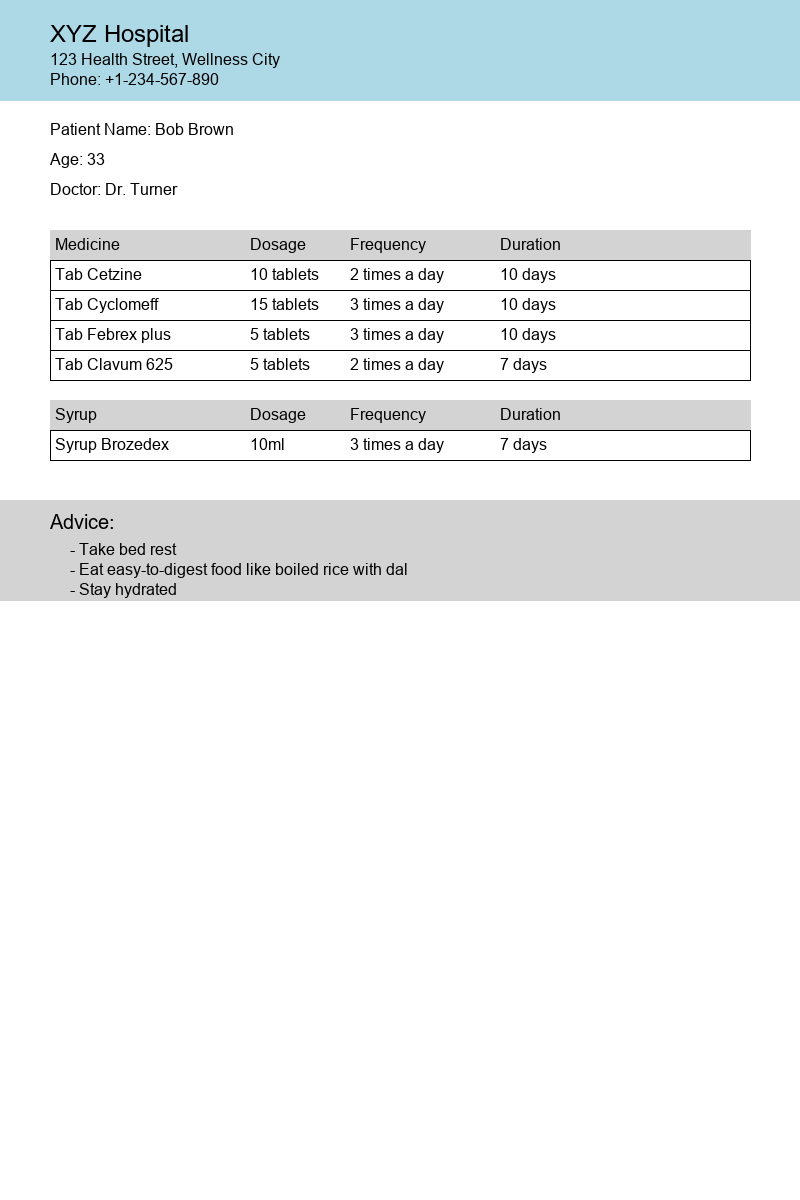 XYZ Hospital
123 Health Street, Wellness City
Phone: +1-234-567-890
Patient Name: Bob Brown
Age: 33
Doctor: Dr. Turner
Medicine Dosage Frequency Duration
Tab Cetzine 10 tablets 2 times a day 10 days
Tab Cyclomeff 15 tablets 3 times a day 10 days
Tab Febrex plus 5 tablets 3 times a day 10 days
Tab Clavum 625 5 tablets 2 times a day 7 days
Syrup Dosage Frequency Duration
Syrup Brozedex 10ml 3 times a day 7 days
Advice:
- Take bed rest
- Eat easy-to-digest food like boiled rice with dal
- Stay hydrated